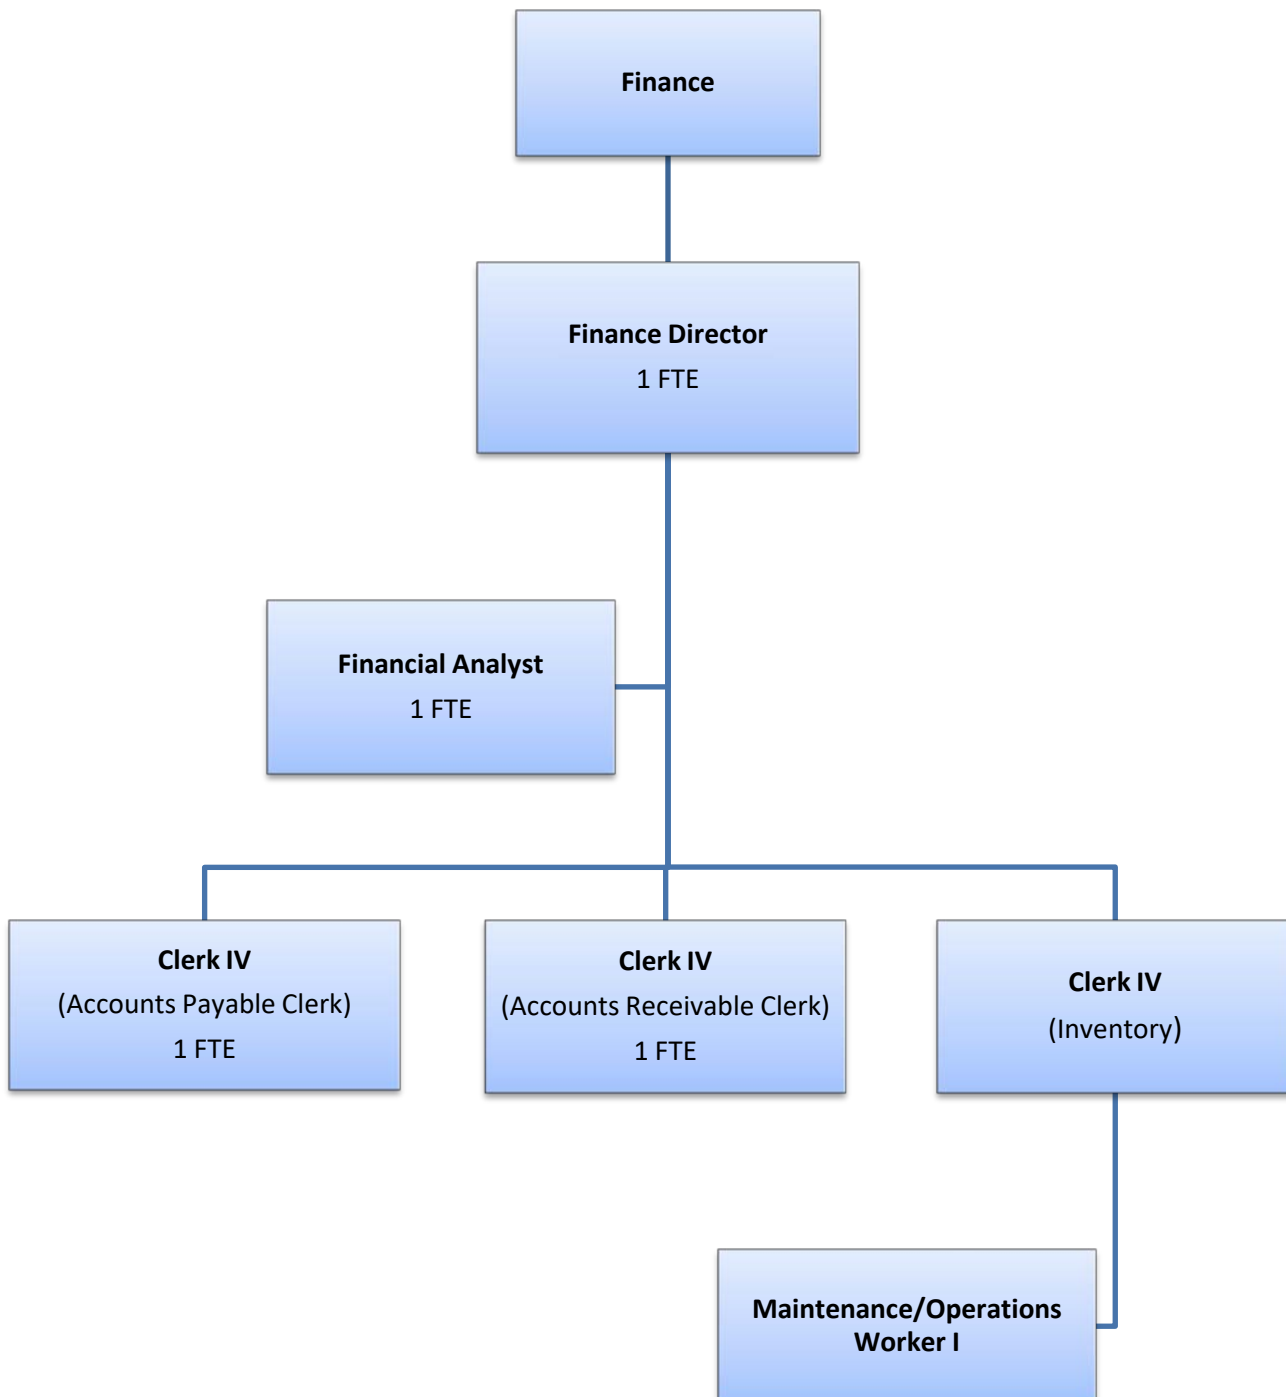 Finance
Finance Director
1 FTE
Financial Analyst
1 FTE
Clerk IV
(Accounts Payable Clerk)
1 FTE
Clerk IV
(Accounts Receivable Clerk)
1 FTE
Clerk IV
(Inventory)
Maintenance/Operations
Worker I